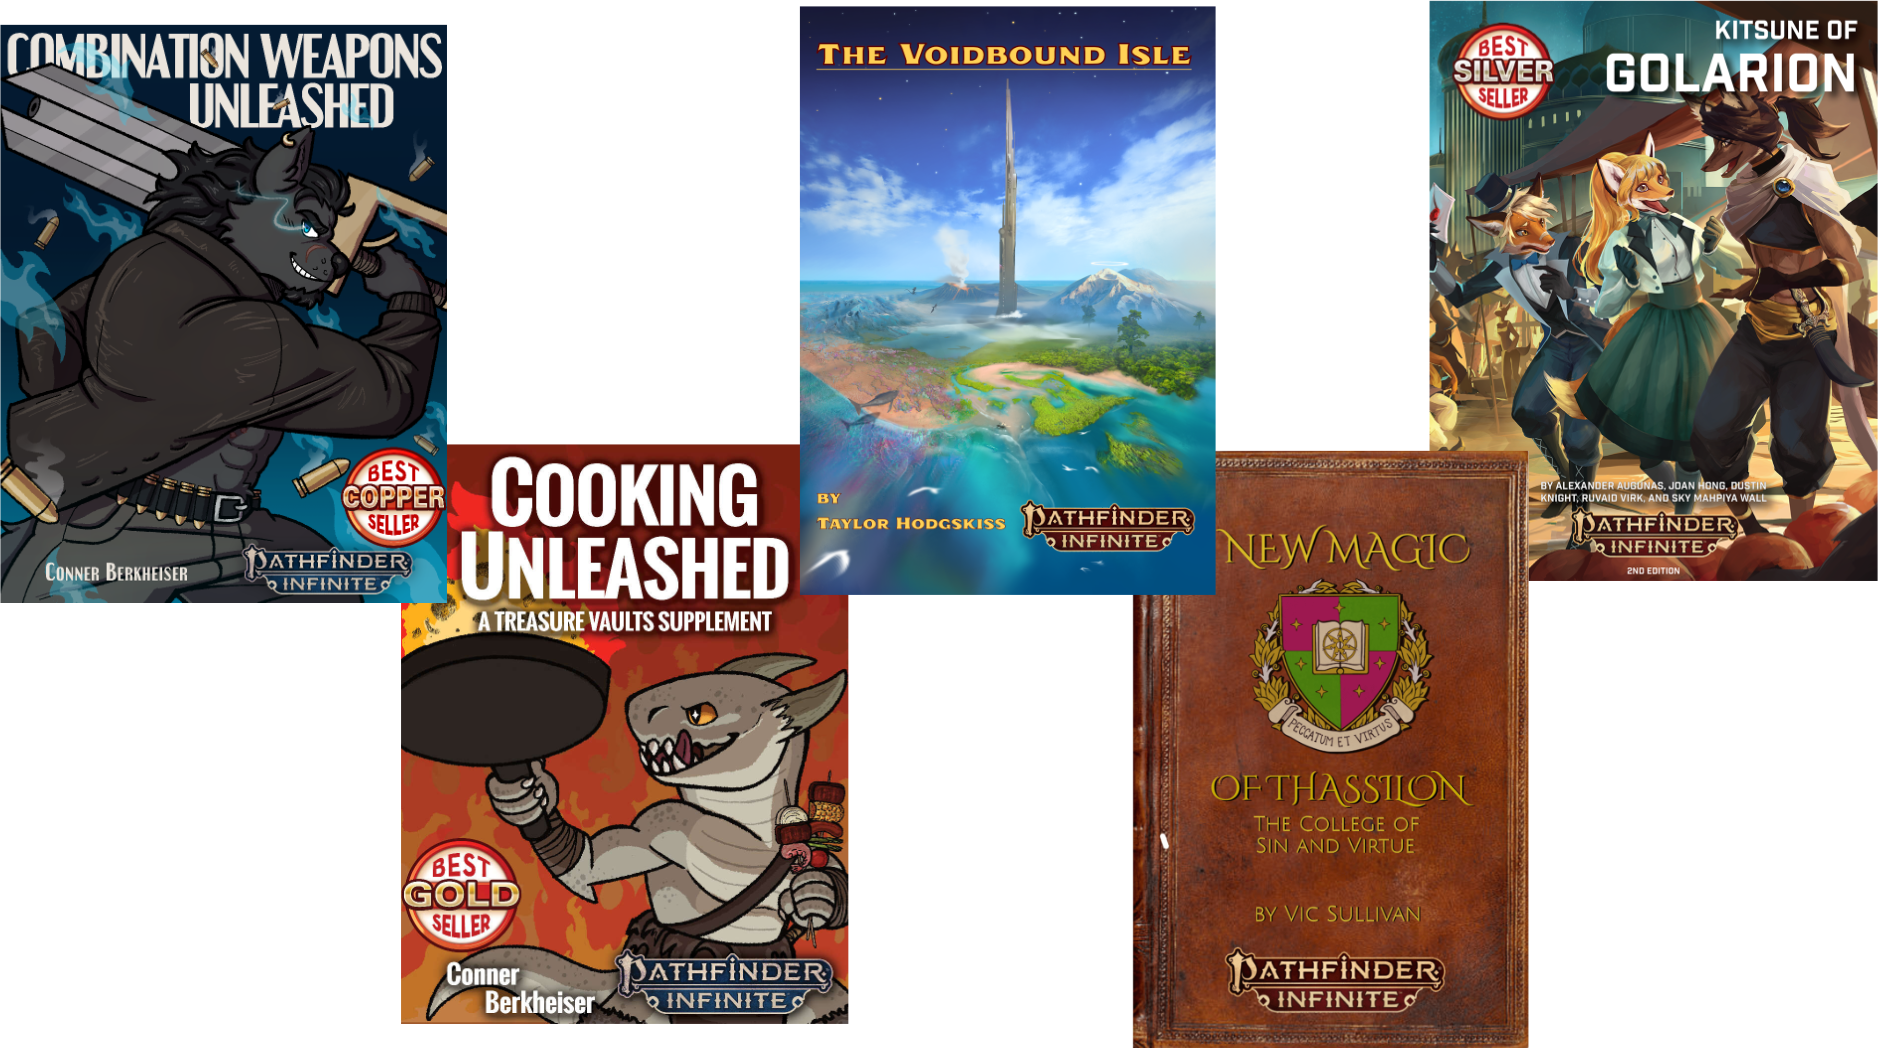 COMBINATION WEAPONS
UNLEASHED
BEST
COPPER
SELLER
CONNER BERKHEISER
PATHFINDER
INFINITE
COOKING
UNLEASHED
A TREASURE VAULTS SUPPLEMENT
BEST
GOLD
SELLER
Conner
Berkheiser
PATHFINDER
INFINITE
THE VOIDBOUND ISLE
BY
TAYLOR HODGSKISS
PATHFINDER
INFINITE
NEW MAGIC
PECCATUM ET VIRTUS
OF THASSILON
THE COLLEGE OF
SIN AND VIRTUE
BY VIC SULLIVAN
PATHFINDER
INFINITE
BEST
SILVER
SELLER
KITSUNE OF
GOLARION
BY ALEXANDER AUGUNAS, JOAN HONG, DUSTIN
KNIGHT, RUVAID VIRK, AND SKY MAHPIYA WALL
PATHFINDER
INFINITE
2ND EDITION